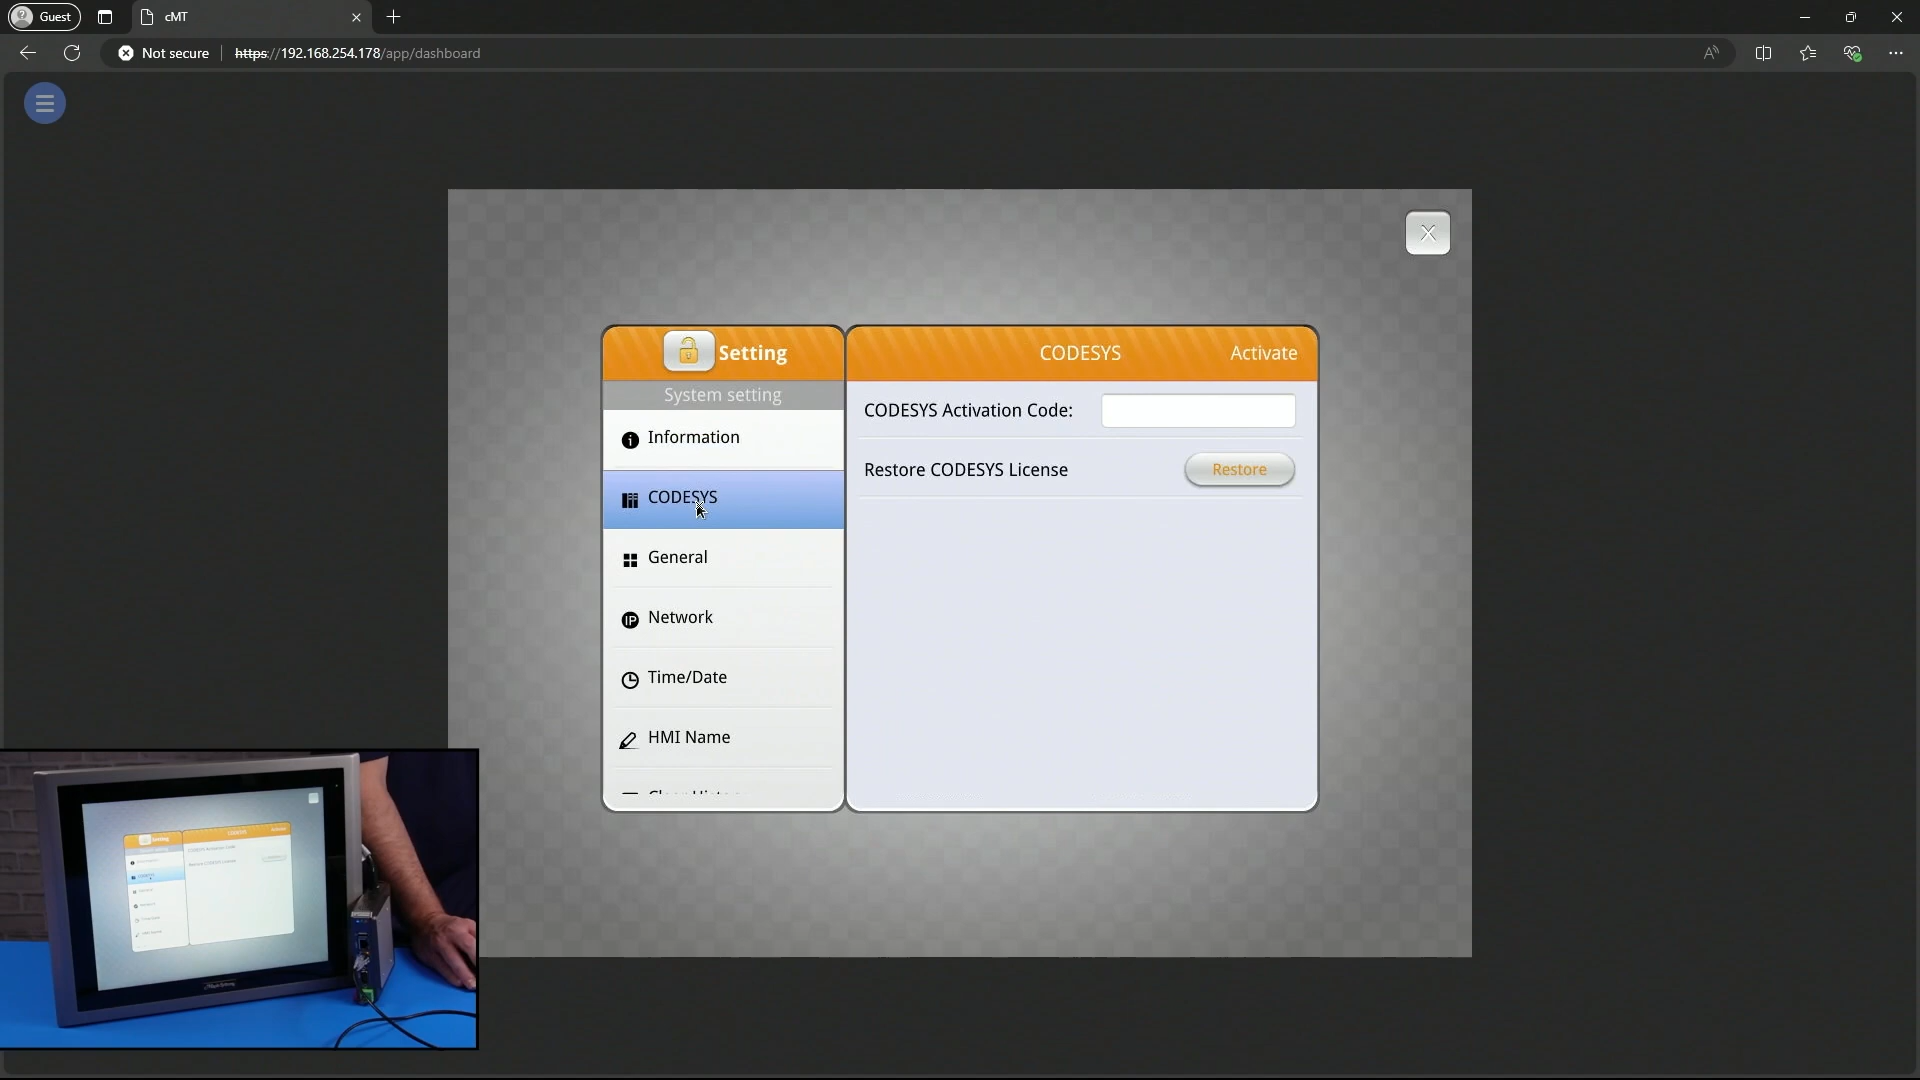 Guest
cMT
Not secure
https://192.168.254.178/app/dashboard
X
Setting
System setting
Information
CODESYS
General
Network
Time/Date
HMI Name
CODESYS
Activate
CODESYS Activation Code:
Restore CODESYS License
Restore